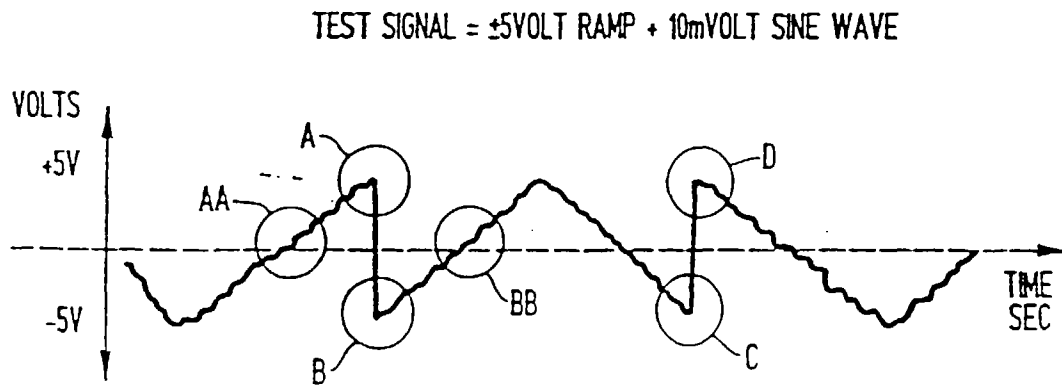 TEST SIGNAL = ±5VOLT RAMP + 10mVOLT SINE WAVE
VOLTS
+5V
-5V
A
AA
B
BB
C
D
TIME
SEC